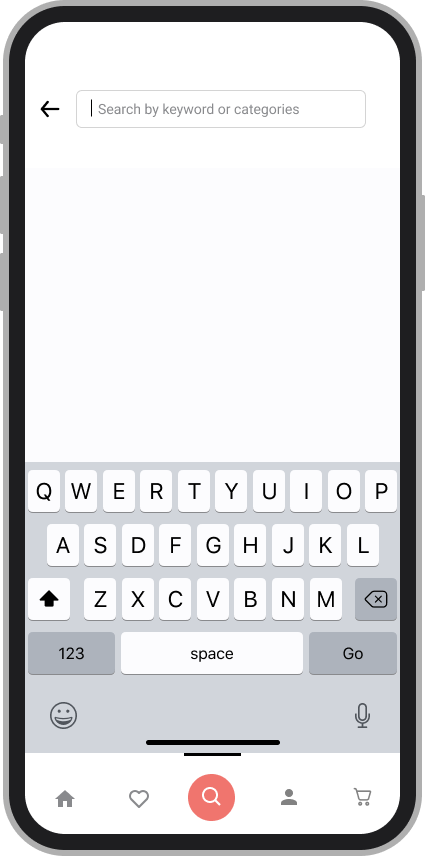 Search by keyword or categories
Q W E R T Y U I O P
A S D F G H J K L
Z X C V B N M
123 space Go